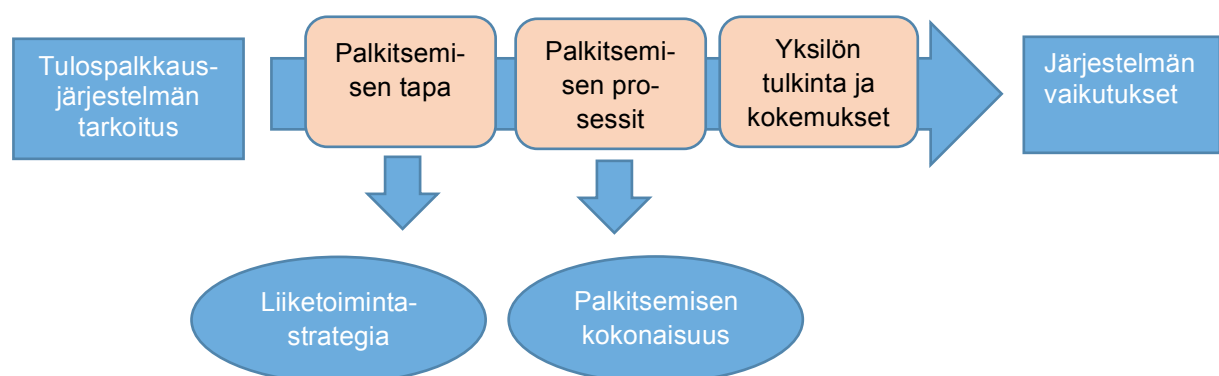 Tulospalkkaus-
järjestelmän
tarkoitus
Palkitsemi-
sen tapa
Palkitsemi-
sen pro-
sessit
Yksilön
tulkinta ja
kokemukset
Järjestelmän
vaikutukset
Liiketoiminta-
strategia
Palkitsemisen
kokonaisuus